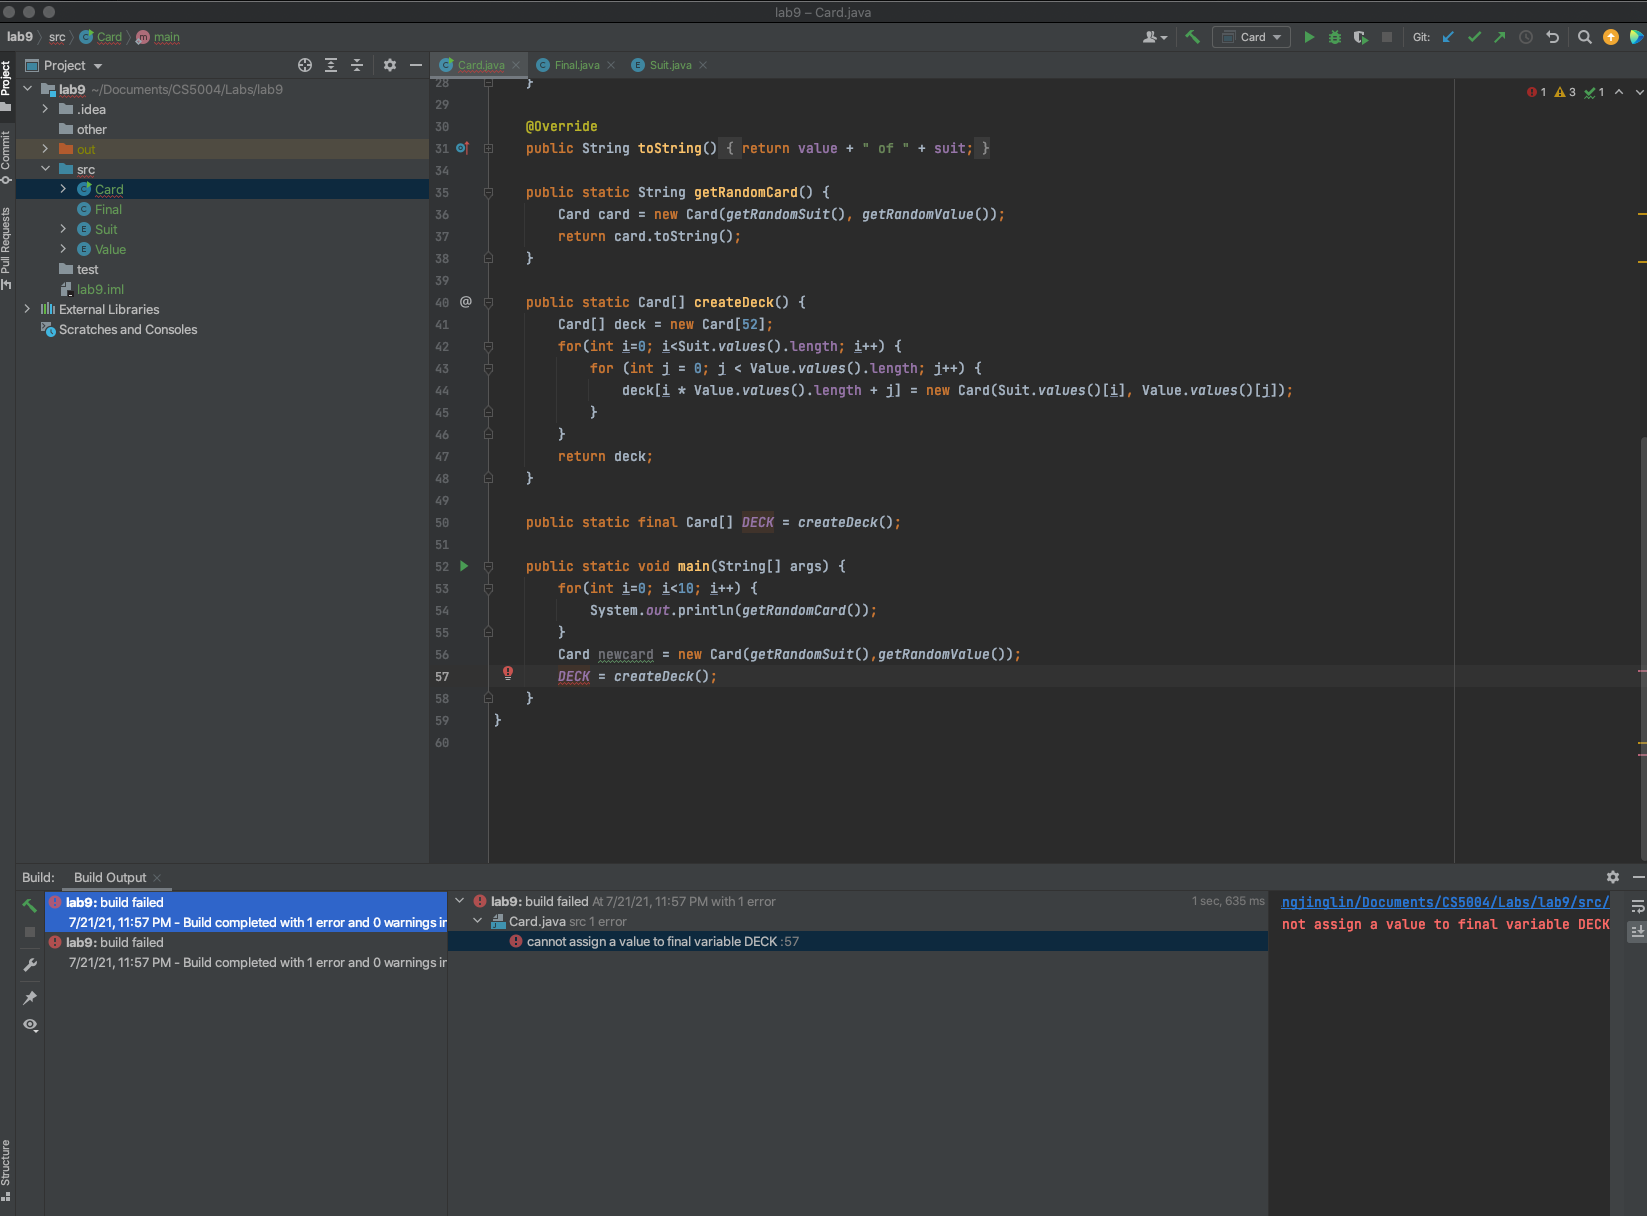 lab9 – Card.java
lab9 src Card main
Card Git:
Project
Card.java Final.java Suit.java
Project
Commit
Pull Requests
Structure
lab9 ~/Documents/CS5004/Labs/lab9
.idea
other
out
src
Card
Final
Suit
Value
test
lab9.iml
External Libraries
Scratches and Consoles
1 3 1
28 }
29
30 @Override
31 public String toString() { return value + " of " + suit; }
34
35 public static String getRandomCard() {
36 Card card = new Card(getRandomSuit(), getRandomValue());
37 return card.toString();
38 }
39
40 @ public static Card[] createDeck() {
41 Card[] deck = new Card[52];
42 for(int i=0; i<Suit.values().length; i++) {
43 for (int j = 0; j < Value.values().length; j++) {
44 deck[i * Value.values().length + j] = new Card(Suit.values()[i], Value.values()[j]);
45 }
46 }
47 return deck;
48 }
49
50 public static final Card[] DECK = createDeck();
51
52 public static void main(String[] args) {
53 for(int i=0; i<10; i++) {
54 System.out.println(getRandomCard());
55 }
56 Card newcard = new Card(getRandomSuit(),getRandomValue());
57 DECK = createDeck();
58 }
59 }
60
Build: Build Output
lab9: build failed
7/21/21, 11:57 PM - Build completed with 1 error and 0 warnings in
lab9: build failed
7/21/21, 11:57 PM - Build completed with 1 error and 0 warnings in
lab9: build failed At 7/21/21, 11:57 PM with 1 error 1 sec, 635 ms
Card.java src 1 error
cannot assign a value to final variable DECK :57
ngjinglin/Documents/CS5004/Labs/lab9/src/
not assign a value to final variable DECK